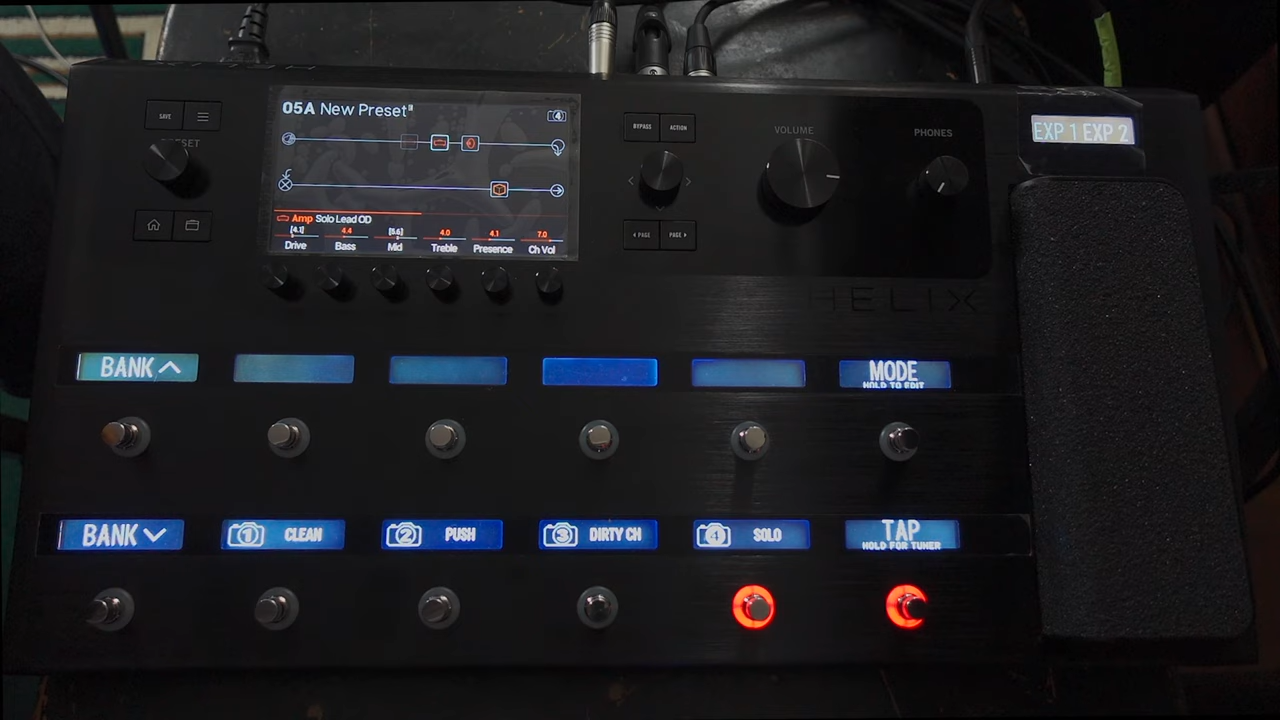 SAVE
PRESET
05A New Preset
4
Amp Solo Lead OD
[4.1] 4.4 [5.6] 4.0 4.1 7.0
Drive Bass Mid Treble Presence Ch Vol
BYPASS ACTION
PAGE PAGE
VOLUME
PHONES
EXP 1 EXP 2
HELIX
BANK
MODE
HOLD TO EDIT
BANK
1 CLEAN
2 PUSH
3 DIRTY CH
4 SOLO
TAP
HOLD FOR TUNER